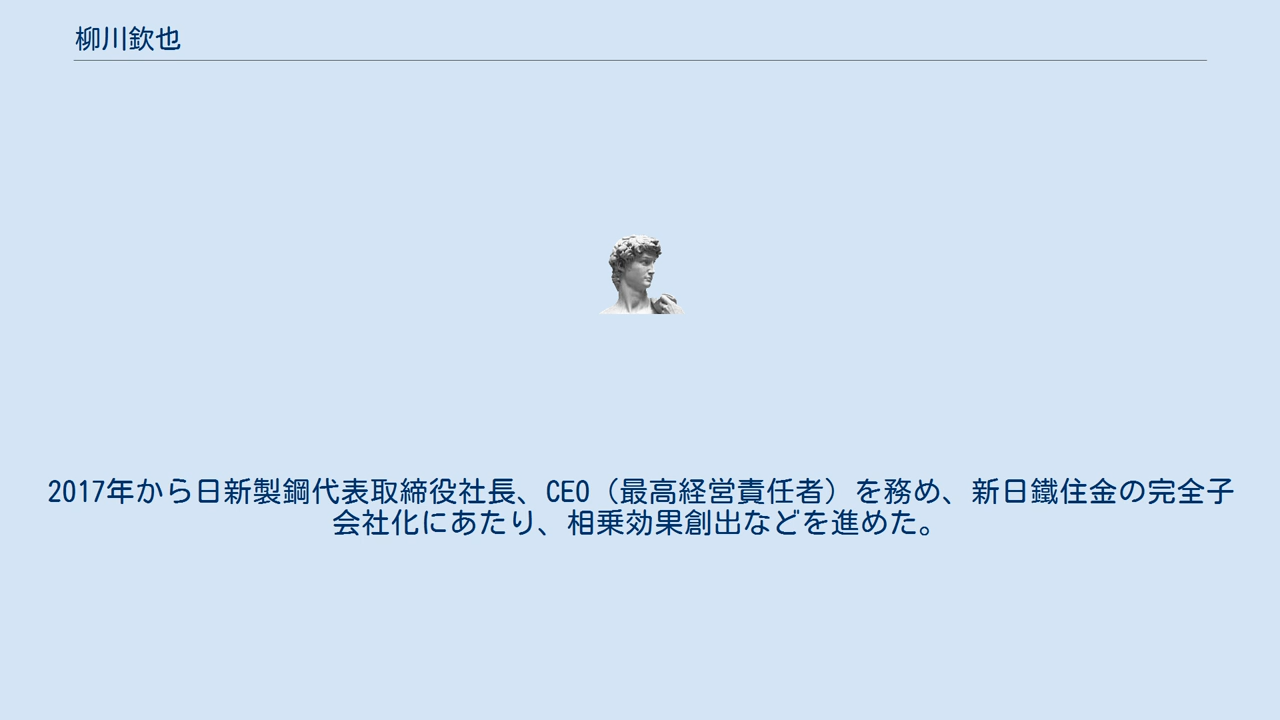 柳川欽也
2017年から日新製鋼代表取締役社長、CEO（最高経営責任者）を務め、新日鐵住金の完全子
会社化にあたり、相乗効果創出などを進めた。